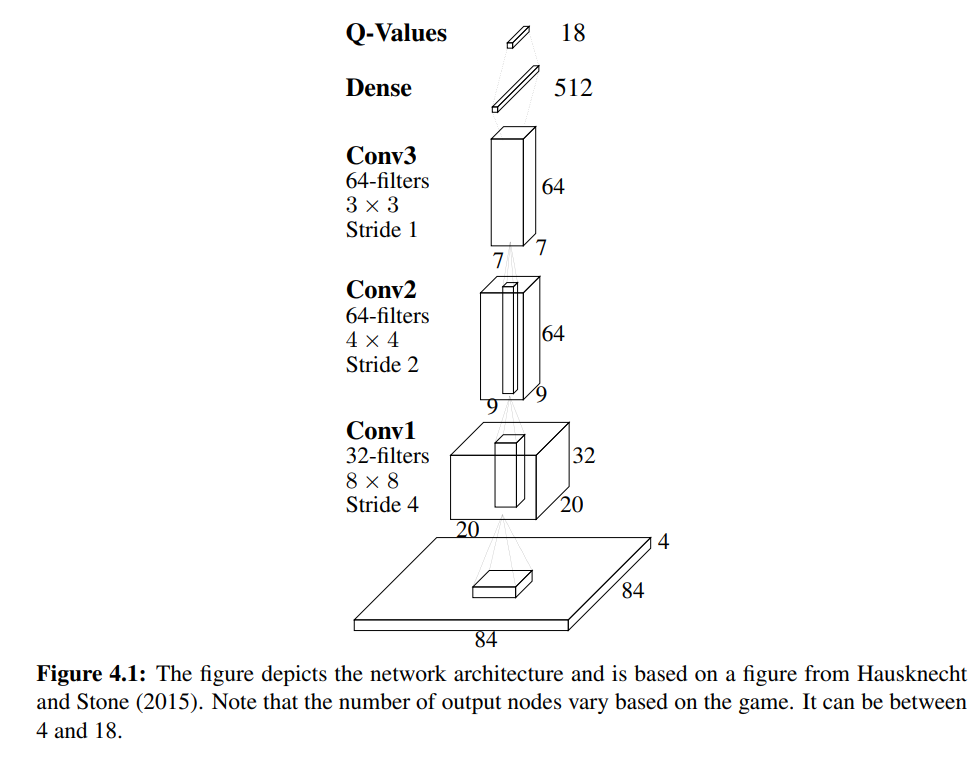 Q-Values 18
Dense 512
Conv3
64-filters
3 × 3
Stride 1
64
7
7
Conv2
64-filters
4 × 4
Stride 2
64
9
9
Conv1
32-filters
8 × 8
Stride 4
32
20
20
4
84
84
Figure 4.1: The figure depicts the network architecture and is based on a figure from Hausknecht
and Stone (2015). Note that the number of output nodes vary based on the game. It can be between
4 and 18.